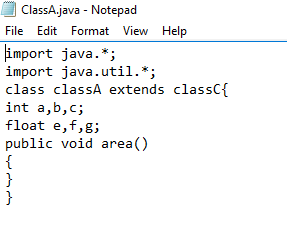 ClassA.java - Notepad
File Edit Format View Help
import java.*;
import java.util.*;
class classA extends classC{
int a,b,c;
float e,f,g;
public void area()
{
}
}